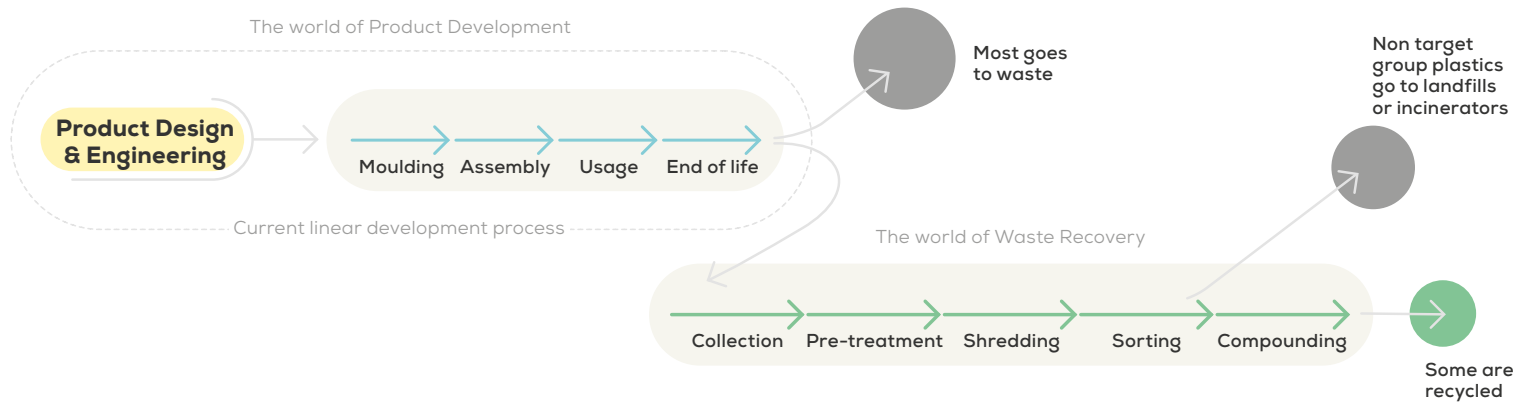 The world of Product Development
Product Design
& Engineering
Moulding
Assembly
Usage
End of life
Current linear development process
Most goes
to waste
Non target
group plastics
go to landfills
or incinerators
The world of Waste Recovery
Collection
Pre-treatment
Shredding
Sorting
Compounding
Some are
recycled